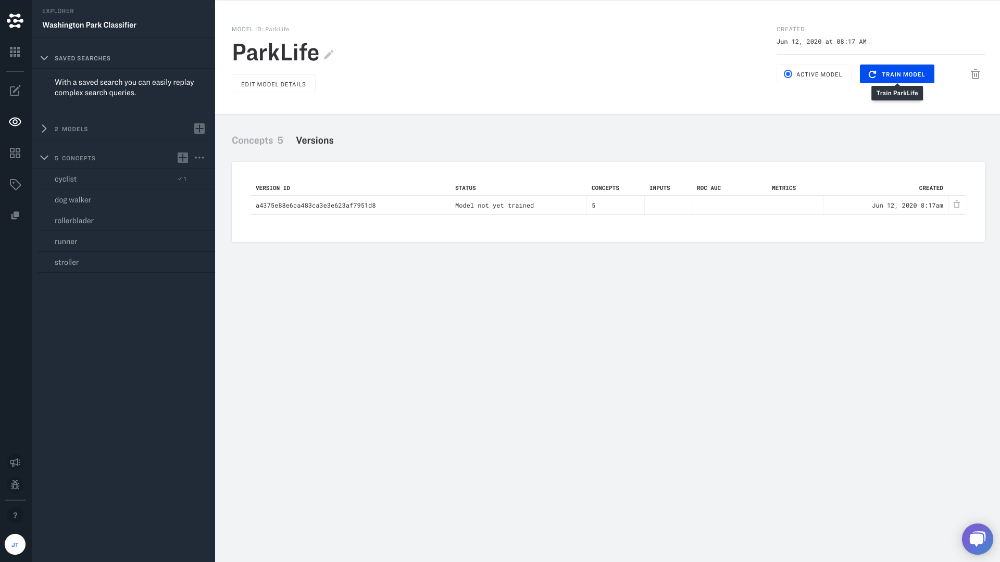 EXPLORER
Washington Park Classifier
SAVED SEARCHES
With a saved search you can easily replay
complex search queries.
2 MODELS
5 CONCEPTS
cyclist
1
dog walker
rollerblader
runner
stroller
?
JT
MODEL ID: ParkLife
ParkLife
EDIT MODEL DETAILS
CREATED
Jun 12, 2020 at 08:17 AM
ACTIVE MODEL
TRAIN MODEL
Train ParkLife
Concepts 5 Versions
VERSION ID STATUS CONCEPTS INPUTS ROC AUC METRICS CREATED
a4375e88e6ca483ca3e3e623af7951d8 Model not yet trained 5 Jun 12, 2020 8:17am